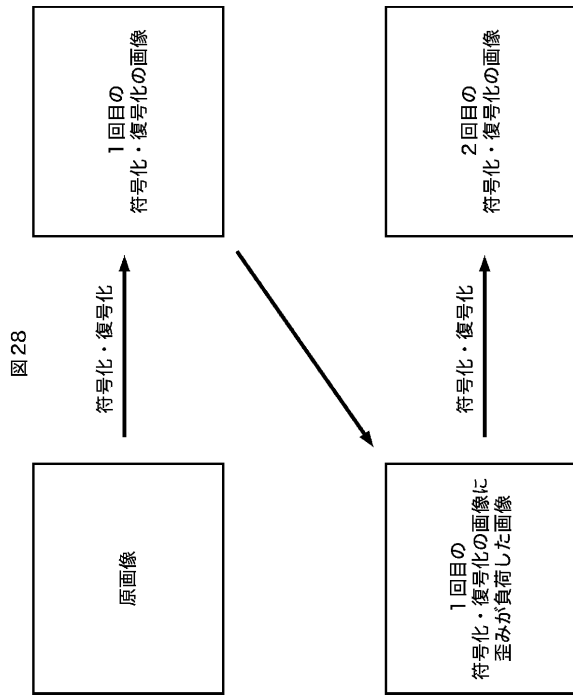 図28
原画像
符号化・復号化
1回目の
符号化・復号化の画像
1回目の
符号化・復号化の画像に
歪みが負荷した画像
符号化・復号化
2回目の
符号化・復号化の画像